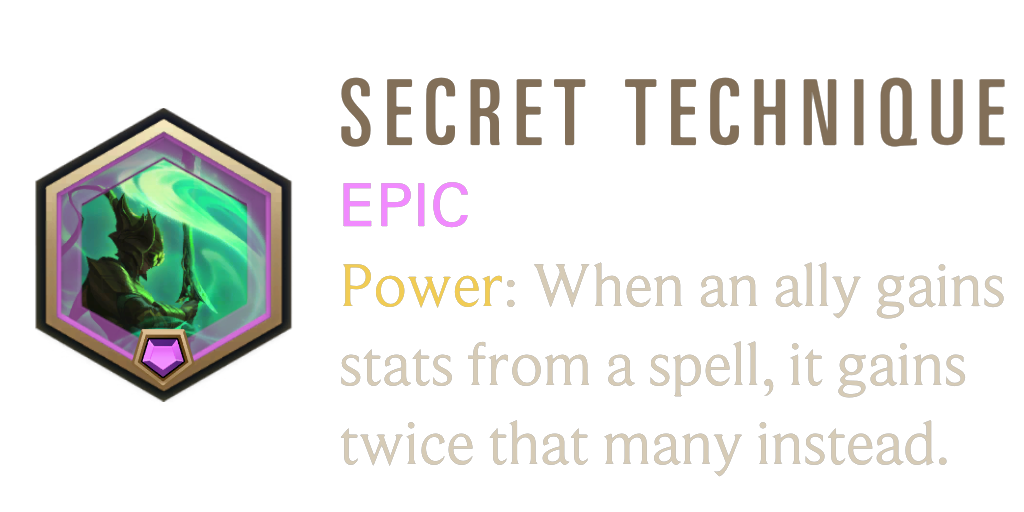 SECRET TECHNIQUE
EPIC
Power: When an ally gains
stats from a spell, it gains
twice that many instead.